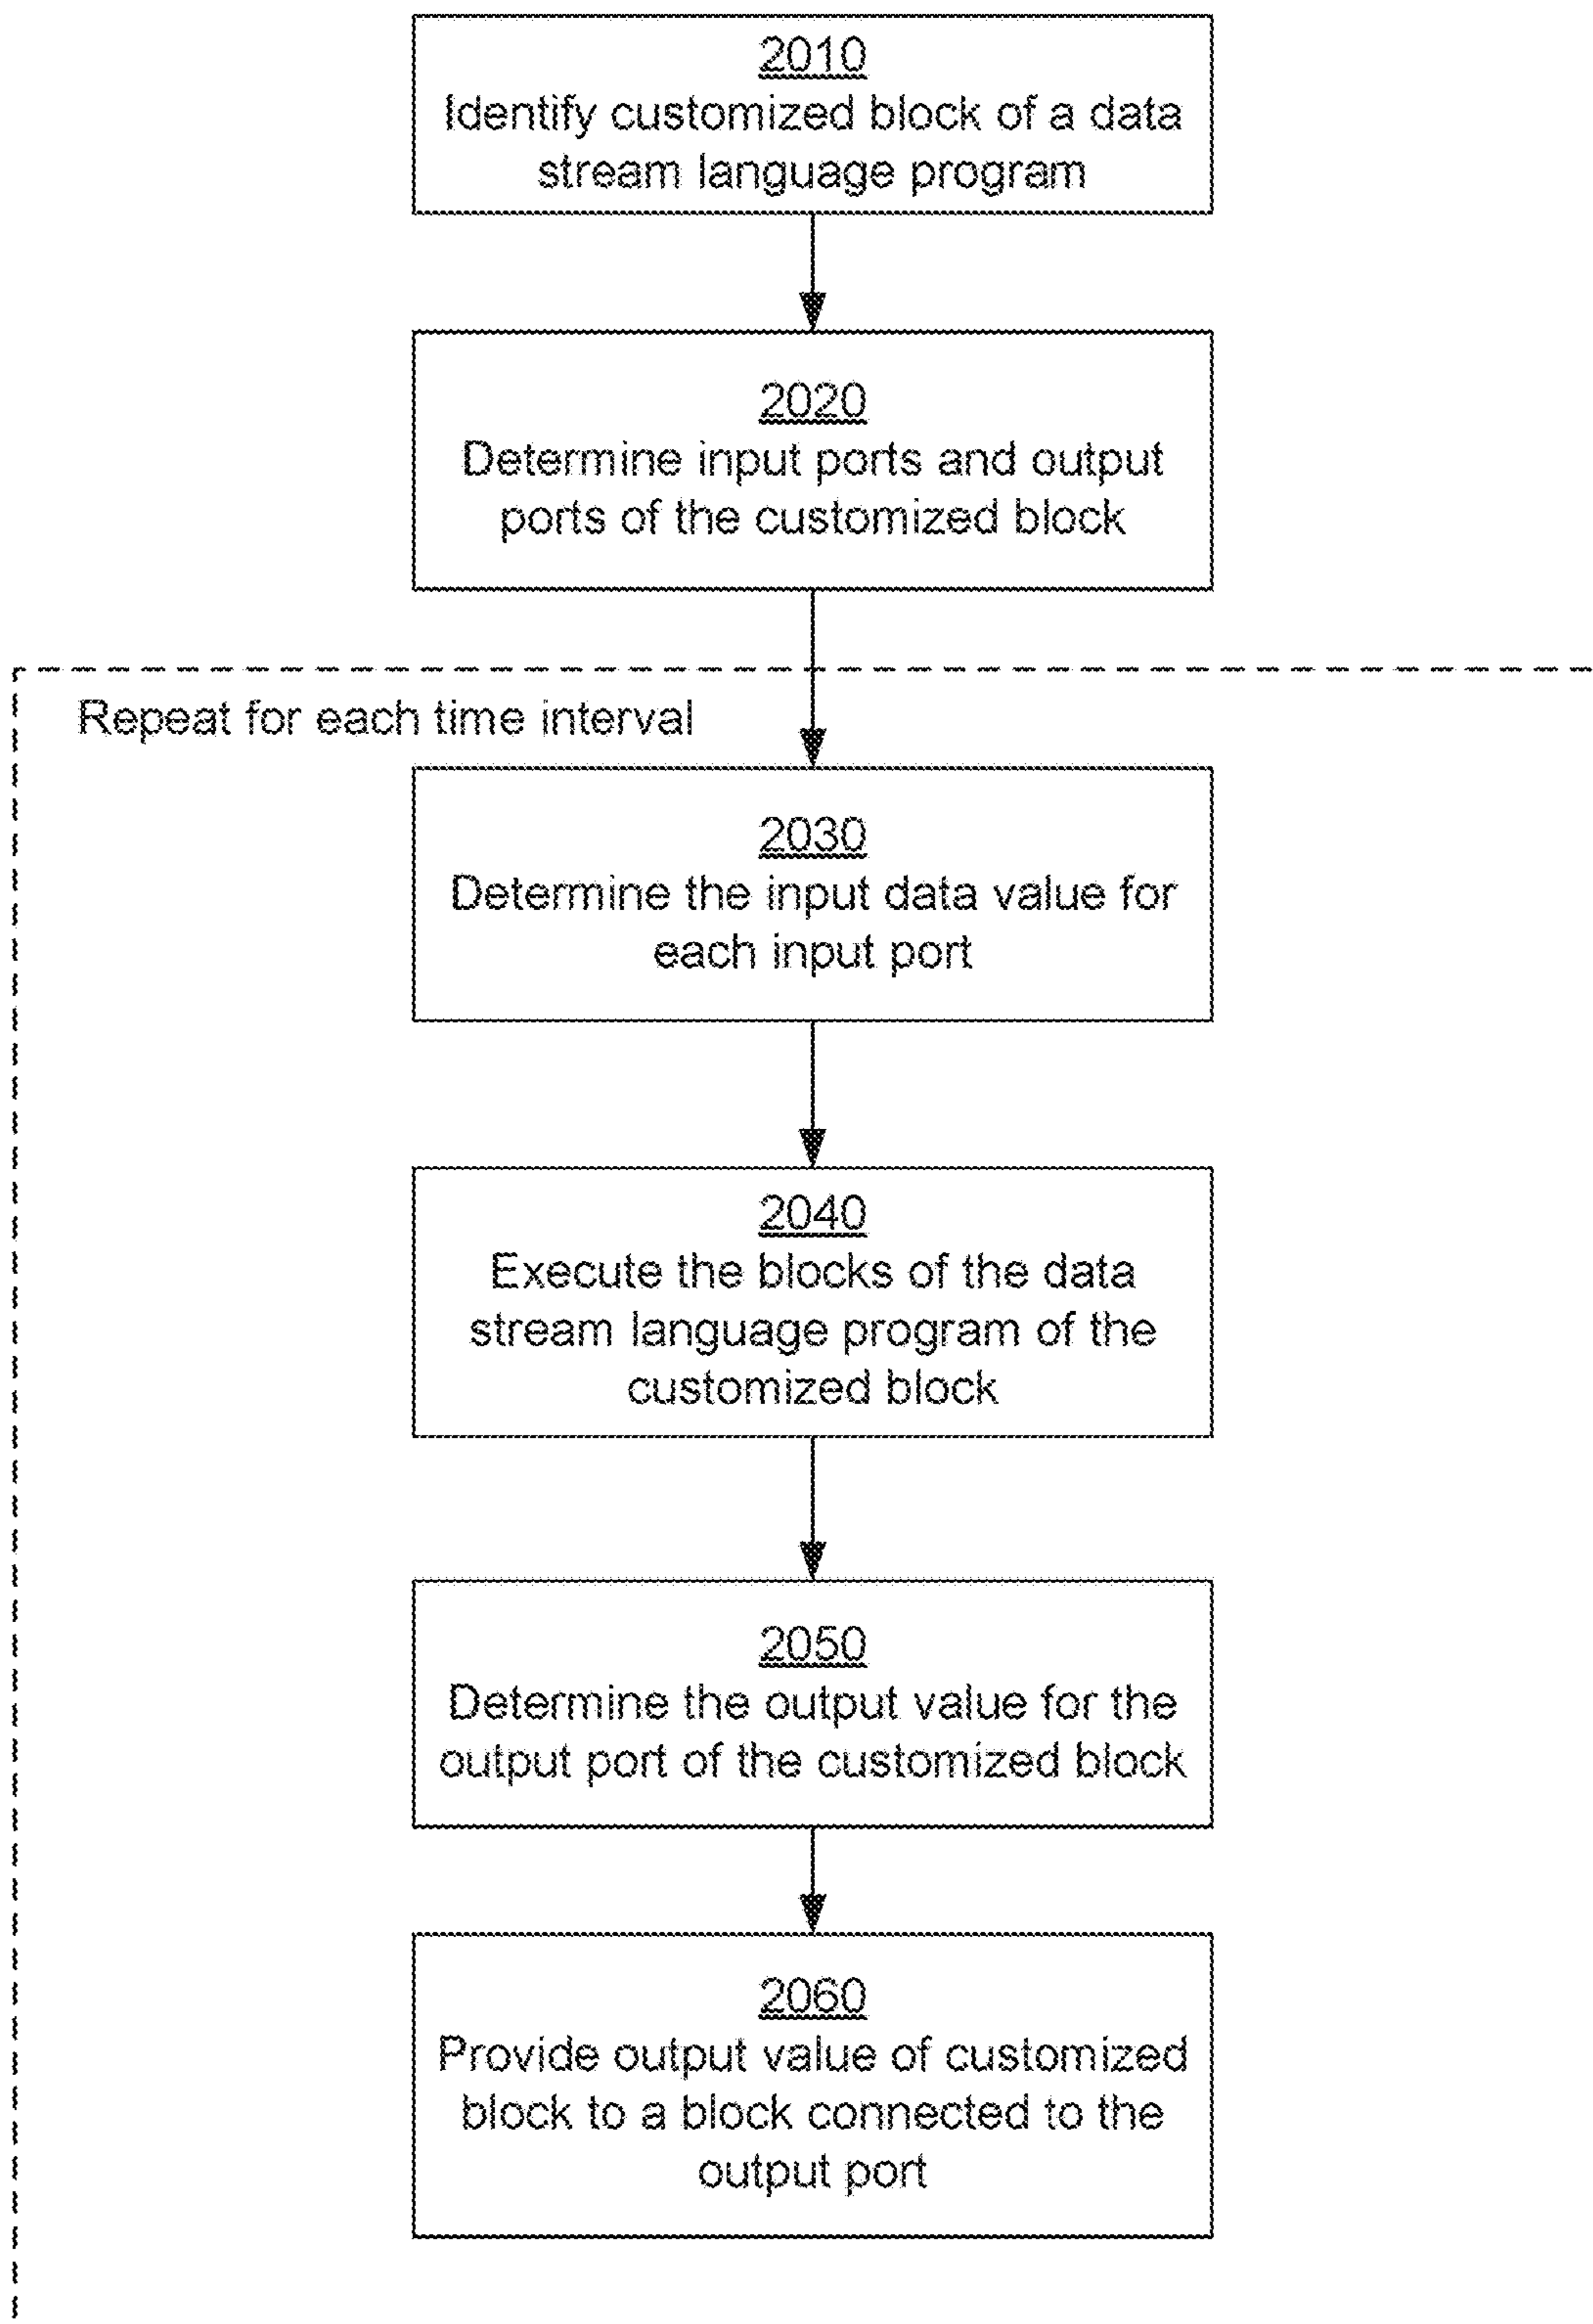 2010
Identify customized block of a data
stream language program
2020
Determine input ports and output
ports of the customized block
Repeat for each time interval
2030
Determine the input data value for
each input port
2040
Execute the blocks of the data
stream language program of the
customized block
2050
Determine the output value for the
output port of the customized block
2060
Provide output value of customized
block to a block connected to the
output port